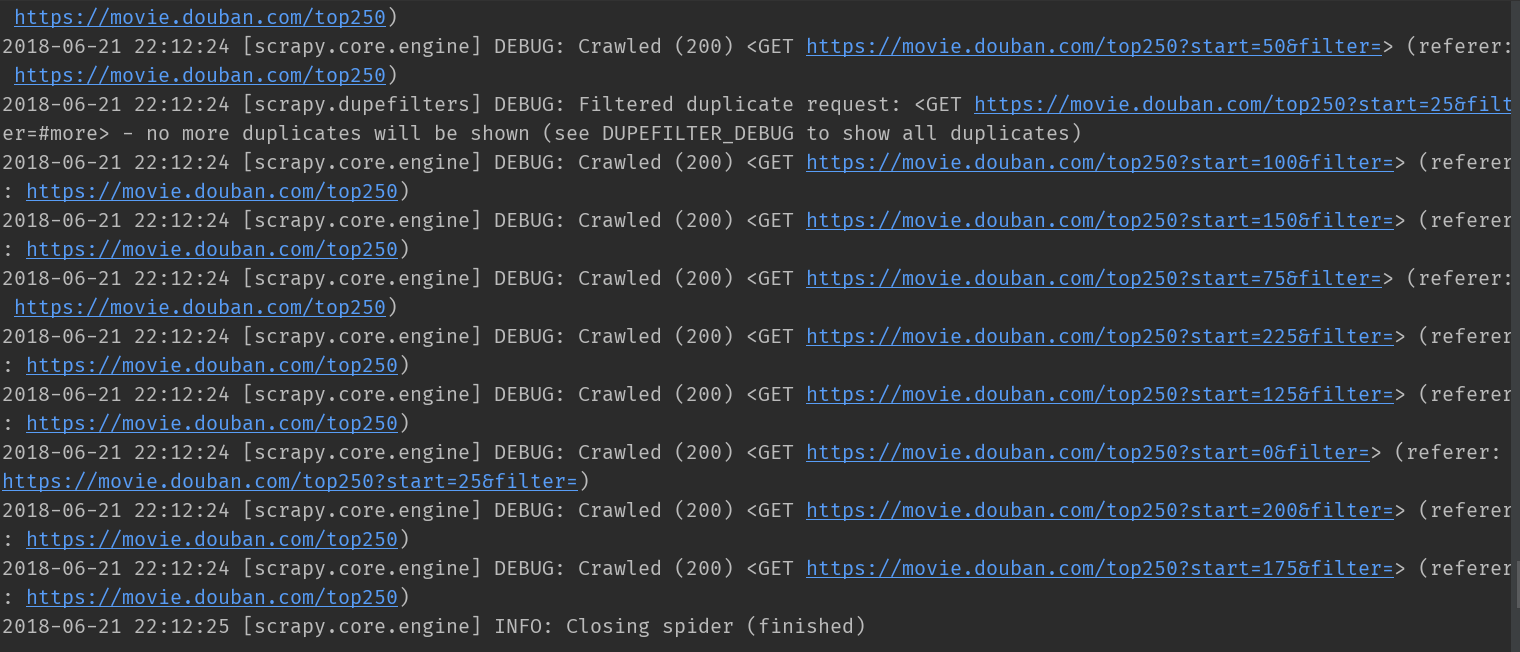 https://movie.douban.com/top250)
2018-06-21 22:12:24 [scrapy.core.engine] DEBUG: Crawled (200) <GET https://movie.douban.com/top250?start=50&filter=> (referer:
https://movie.douban.com/top250)
2018-06-21 22:12:24 [scrapy.dupefilters] DEBUG: Filtered duplicate request: <GET https://movie.douban.com/top250?start=25&filt
er=#more> - no more duplicates will be shown (see DUPEFILTER_DEBUG to show all duplicates)
2018-06-21 22:12:24 [scrapy.core.engine] DEBUG: Crawled (200) <GET https://movie.douban.com/top250?start=100&filter=> (referer
: https://movie.douban.com/top250)
2018-06-21 22:12:24 [scrapy.core.engine] DEBUG: Crawled (200) <GET https://movie.douban.com/top250?start=150&filter=> (referer
: https://movie.douban.com/top250)
2018-06-21 22:12:24 [scrapy.core.engine] DEBUG: Crawled (200) <GET https://movie.douban.com/top250?start=75&filter=> (referer:
https://movie.douban.com/top250)
2018-06-21 22:12:24 [scrapy.core.engine] DEBUG: Crawled (200) <GET https://movie.douban.com/top250?start=225&filter=> (referer
: https://movie.douban.com/top250)
2018-06-21 22:12:24 [scrapy.core.engine] DEBUG: Crawled (200) <GET https://movie.douban.com/top250?start=125&filter=> (referer
: https://movie.douban.com/top250)
2018-06-21 22:12:24 [scrapy.core.engine] DEBUG: Crawled (200) <GET https://movie.douban.com/top250?start=0&filter=> (referer:
https://movie.douban.com/top250?start=25&filter=)
2018-06-21 22:12:24 [scrapy.core.engine] DEBUG: Crawled (200) <GET https://movie.douban.com/top250?start=200&filter=> (referer
: https://movie.douban.com/top250)
2018-06-21 22:12:24 [scrapy.core.engine] DEBUG: Crawled (200) <GET https://movie.douban.com/top250?start=175&filter=> (referer
: https://movie.douban.com/top250)
2018-06-21 22:12:25 [scrapy.core.engine] INFO: Closing spider (finished)